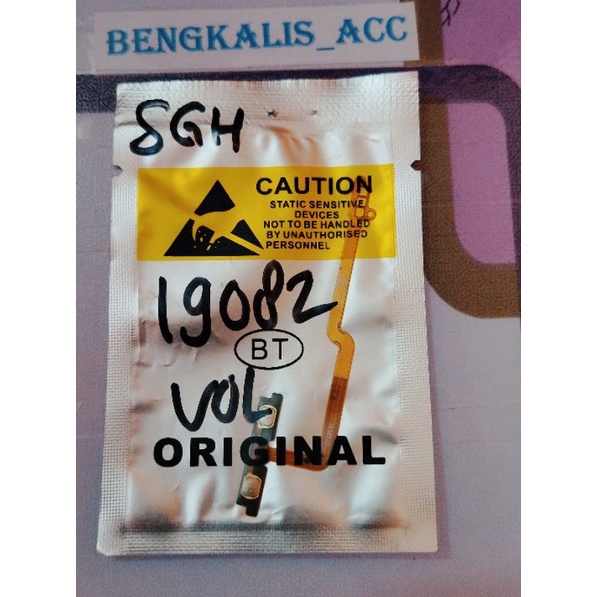 BENGKALIS_ACC
SGH
CAUTION
STATIC SENSITIVE
DEVICES
NOT TO BE HANDLED
BY UNAUTHORISED
PERSONNEL
19082
BT
VOL
ORIGINAL